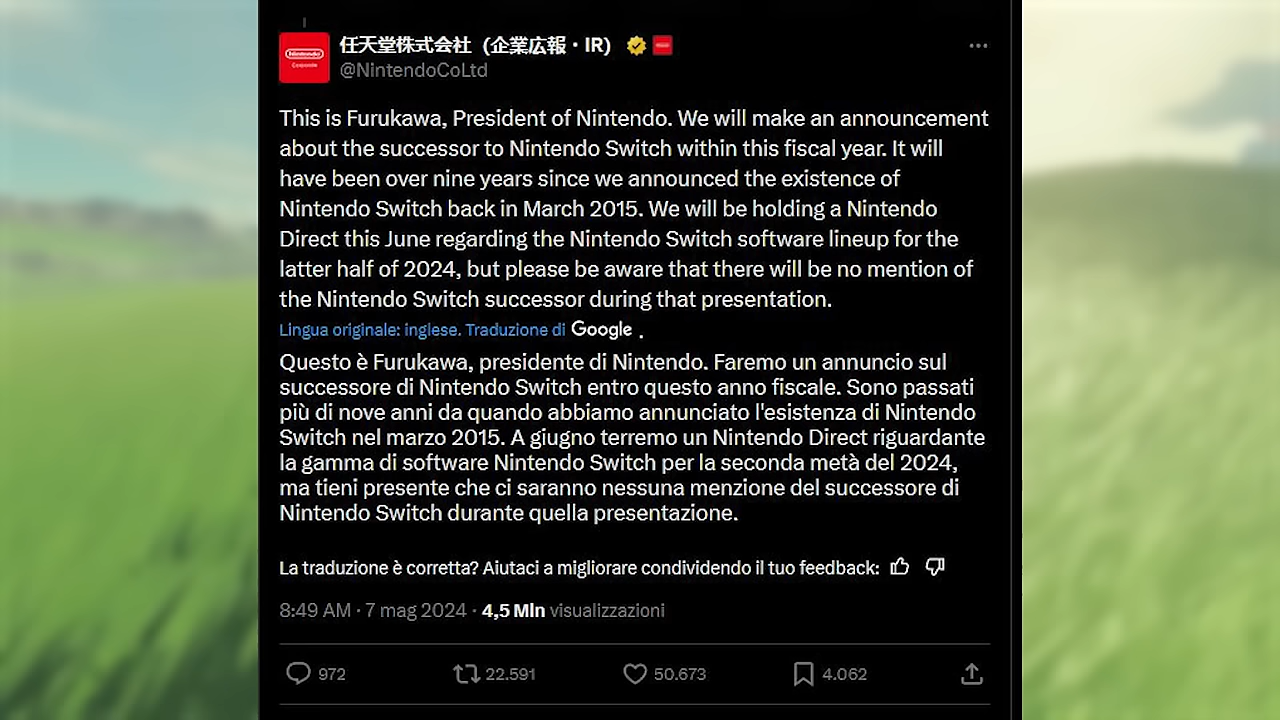 任天堂株式会社（企業広報・IR）
@NintendoCoLtd
Nintendo
Corporate
This is Furukawa, President of Nintendo. We will make an announcement
about the successor to Nintendo Switch within this fiscal year. It will
have been over nine years since we announced the existence of
Nintendo Switch back in March 2015. We will be holding a Nintendo
Direct this June regarding the Nintendo Switch software lineup for the
latter half of 2024, but please be aware that there will be no mention of
the Nintendo Switch successor during that presentation.
Lingua originale: inglese. Traduzione di Google .
Questo è Furukawa, presidente di Nintendo. Faremo un annuncio sul
successore di Nintendo Switch entro questo anno fiscale. Sono passati
più di nove anni da quando abbiamo annunciato l'esistenza di Nintendo
Switch nel marzo 2015. A giugno terremo un Nintendo Direct riguardante
la gamma di software Nintendo Switch per la seconda metà del 2024,
ma tieni presente che ci saranno nessuna menzione del successore di
Nintendo Switch durante quella presentazione.
La traduzione è corretta? Aiutaci a migliorare condividendo il tuo feedback:
8:49 AM · 7 mag 2024 · 4,5 Mln visualizzazioni
972 22.591 50.673 4.062